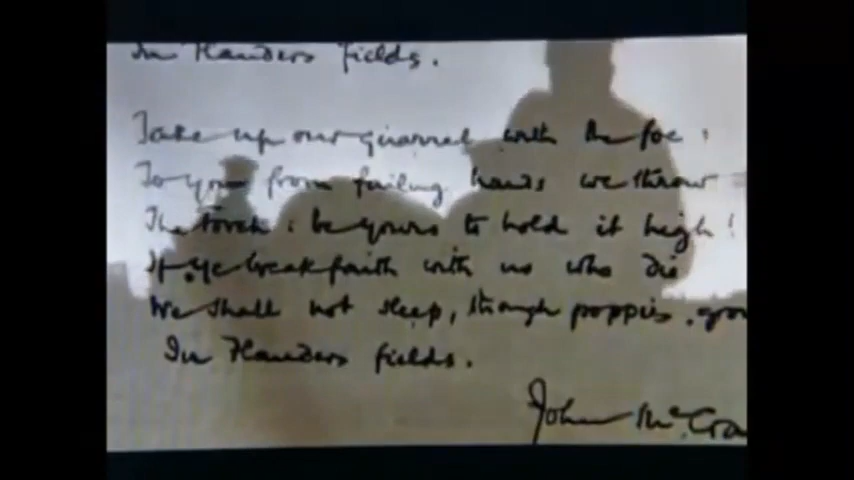 In Flanders fields.
Take up our quarrel with the foe :
To you from failing hands we throw
The torch : be yours to hold it high !
If ye break faith with us who die
We shall not sleep, though poppies grow
In Flanders fields.
John McCra